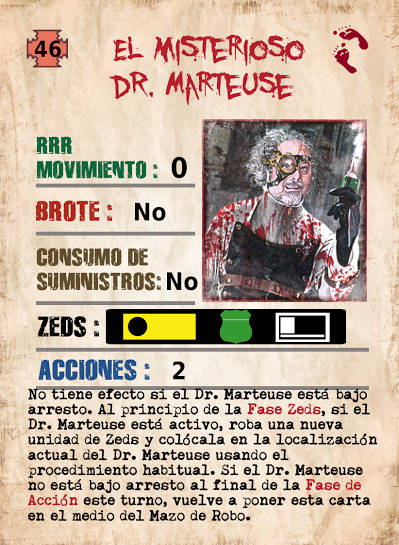 46
EL MISTERIOSO
DR. MARTEUSE
RRR
MOVIMIENTO : 0
BROTE : No
CONSUMO DE
SUMINISTROS: No
ZEDS :
ACCIONES : 2
No tiene efecto si el Dr. Marteuse está bajo
arresto. Al principio de la Fase Zeds, si el
Dr. Marteuse está activo, roba una nueva
unidad de Zeds y colócala en la localización
actual del Dr. Marteuse usando el
procedimiento habitual. Si el Dr. Marteuse
no está bajo arresto al final de la Fase de
Acción este turno, vuelve a poner esta carta
en el medio del Mazo de Robo.